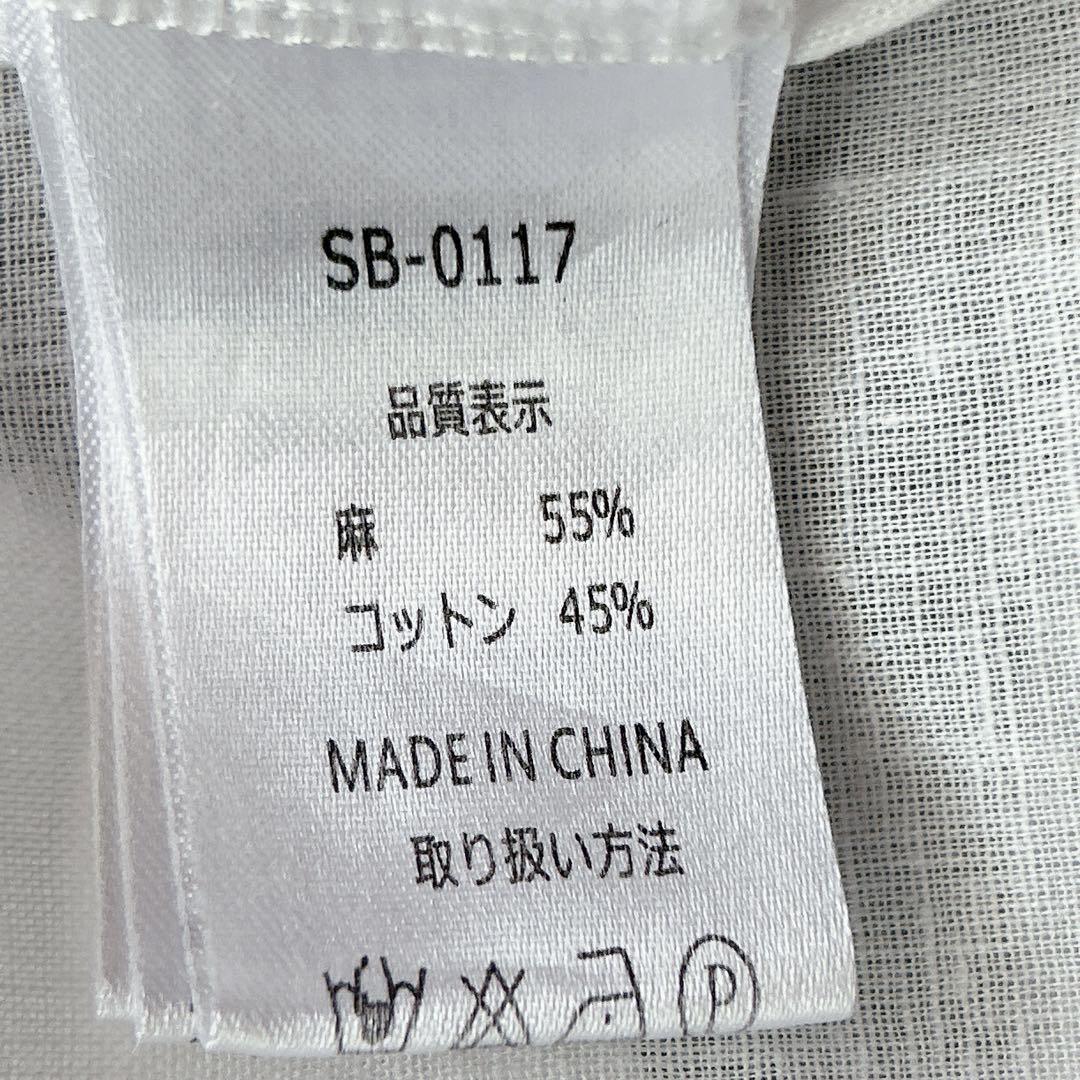 SB-0117
品質表示
麻 55%
コットン 45%
MADE IN CHINA
取り扱い方法
P